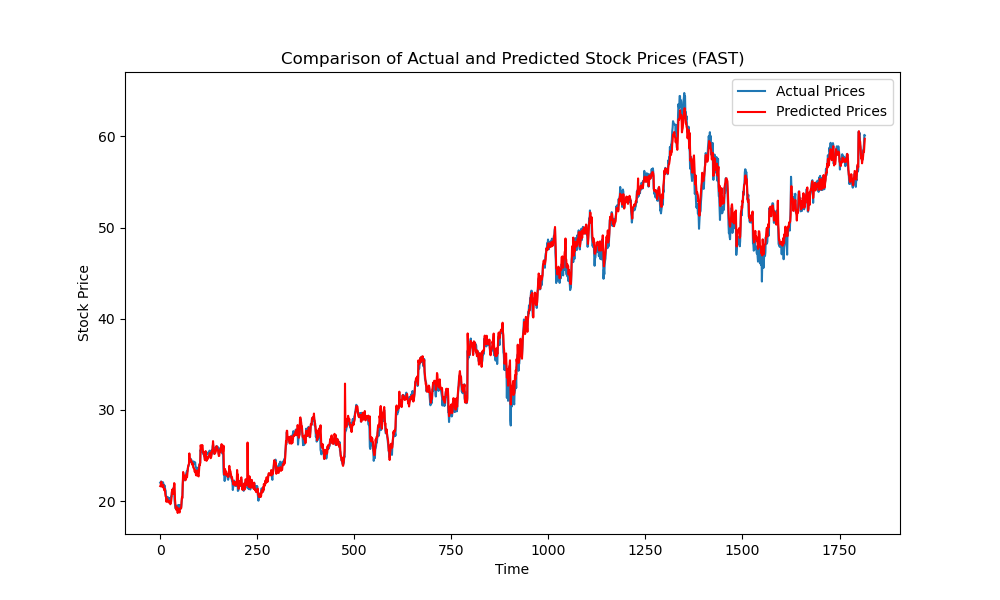 Comparison of Actual and Predicted Stock Prices (FAST)
Actual Prices
Predicted Prices
60
50
40
30
20
Stock Price
0
250
500
750
1000
1250
1500
1750
Time